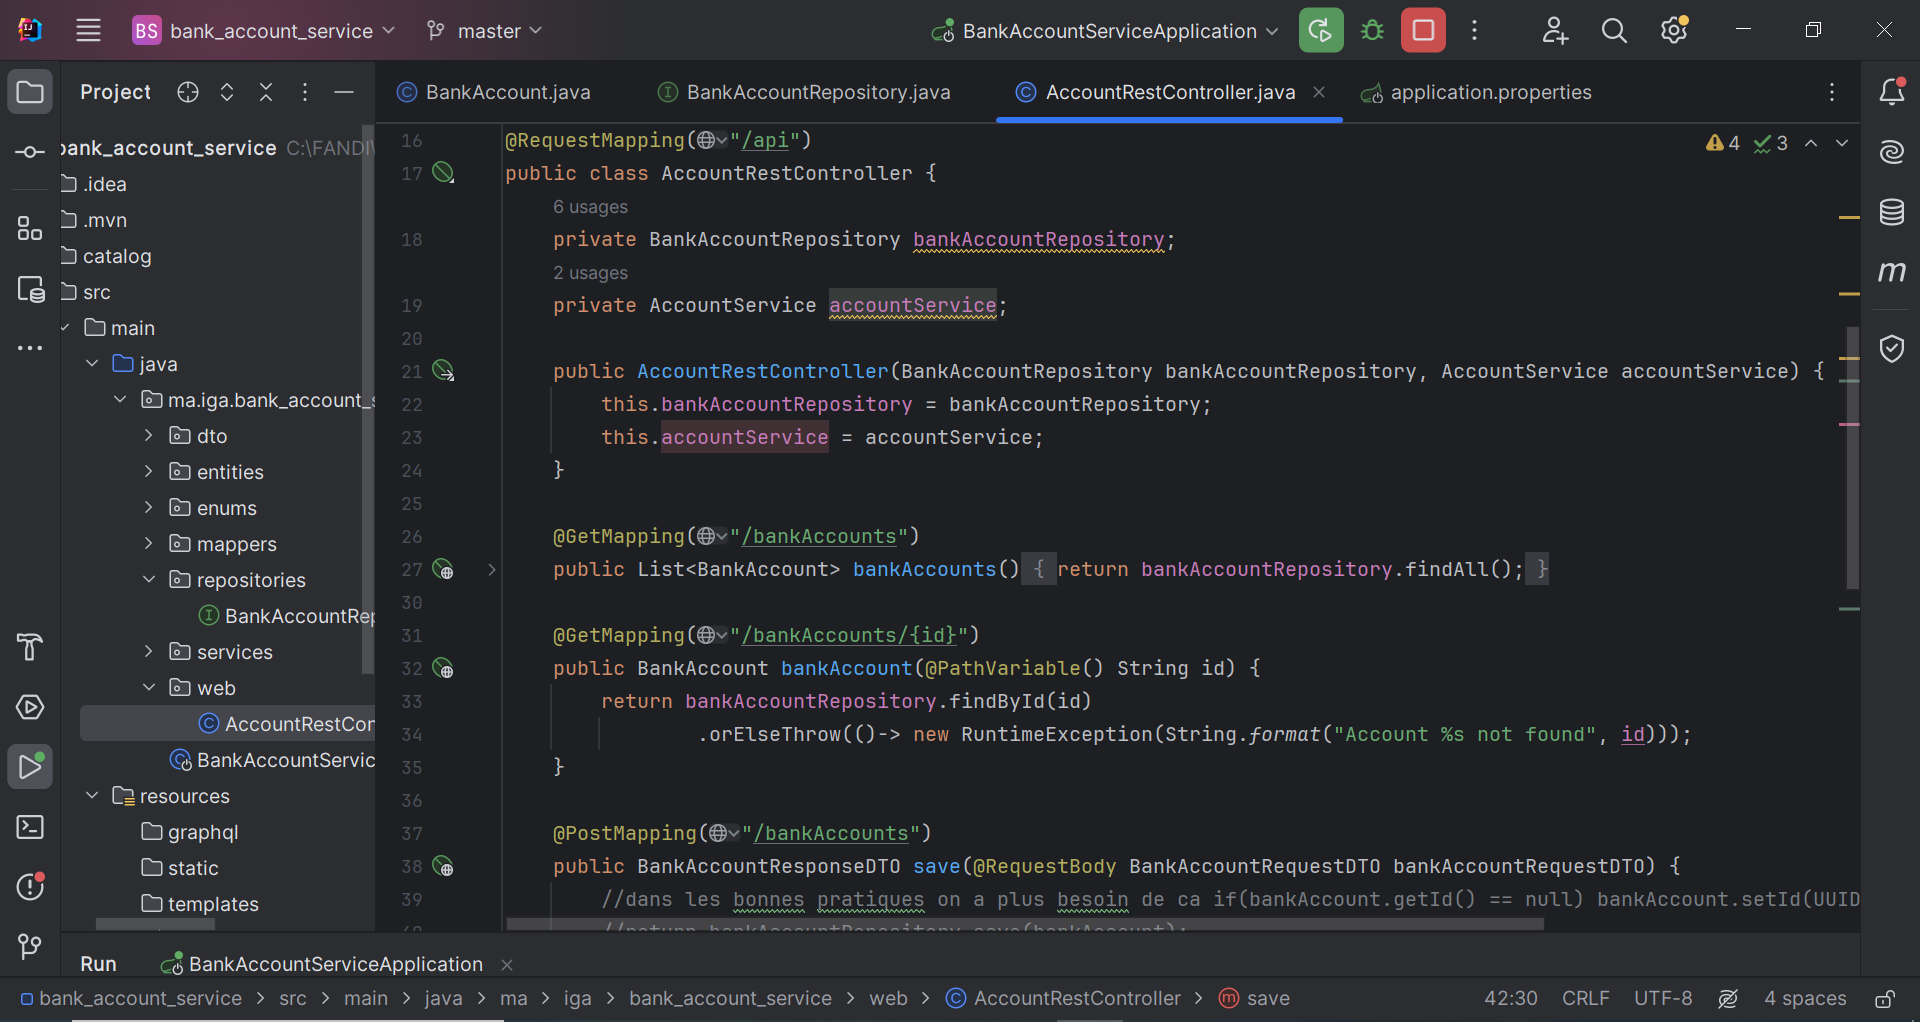 BS bank_account_service master BankAccountServiceApplication
Project
BankAccount.java BankAccountRepository.java AccountRestController.java application.properties
bank_account_service C:\FANDI\
.idea
.mvn
catalog
src
main
java
ma.iga.bank_account_s
dto
entities
enums
mappers
repositories
BankAccountRep
services
web
AccountRestCon
BankAccountServic
resources
graphql
static
templates
4 3
16 @RequestMapping("/api")
17 public class AccountRestController {
6 usages
18 private BankAccountRepository bankAccountRepository;
2 usages
19 private AccountService accountService;
20
21 public AccountRestController(BankAccountRepository bankAccountRepository, AccountService accountService) {
22 this.bankAccountRepository = bankAccountRepository;
23 this.accountService = accountService;
24 }
25
26 @GetMapping("/bankAccounts")
27 public List<BankAccount> bankAccounts() { return bankAccountRepository.findAll(); }
30
31 @GetMapping("/bankAccounts/{id}")
32 public BankAccount bankAccount(@PathVariable() String id) {
33 return bankAccountRepository.findById(id)
34 .orElseThrow(()-> new RuntimeException(String.format("Account %s not found", id)));
35 }
36
37 @PostMapping("/bankAccounts")
38 public BankAccountResponseDTO save(@RequestBody BankAccountRequestDTO bankAccountRequestDTO) {
39 //dans les bonnes pratiques on a plus besoin de ca if(bankAccount.getId() == null) bankAccount.setId(UUID
40 //return bankAccountRepository.save(bankAccount);
Run BankAccountServiceApplication
bank_account_service > src > main > java > ma > iga > bank_account_service > web > AccountRestController > save 42:30 CRLF UTF-8 4 spaces